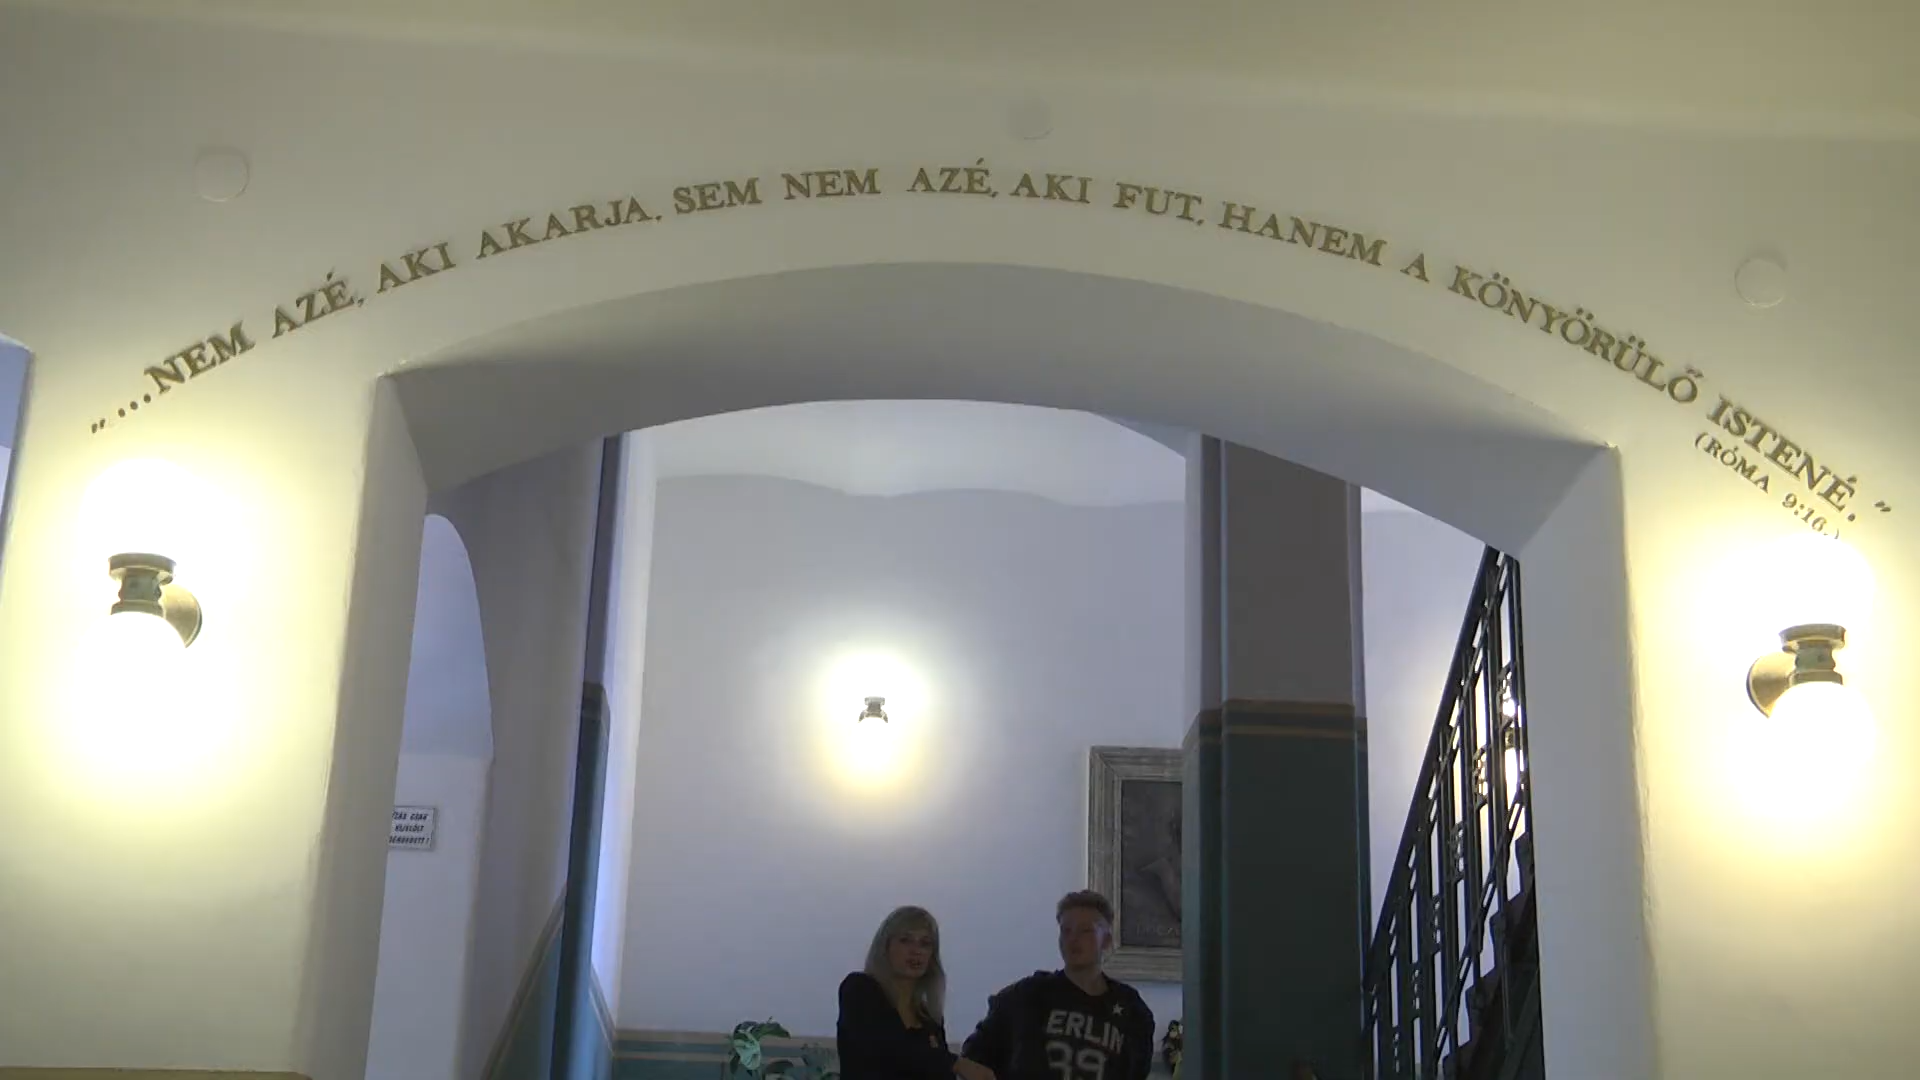 „...NEM AZÉ, AKI AKARJA, SEM NEM AZÉ, AKI FUT, HANEM A KÖNYÖRÜLŐ ISTENÉ.”
(RÓMA 9:16.)
ERLIN
39